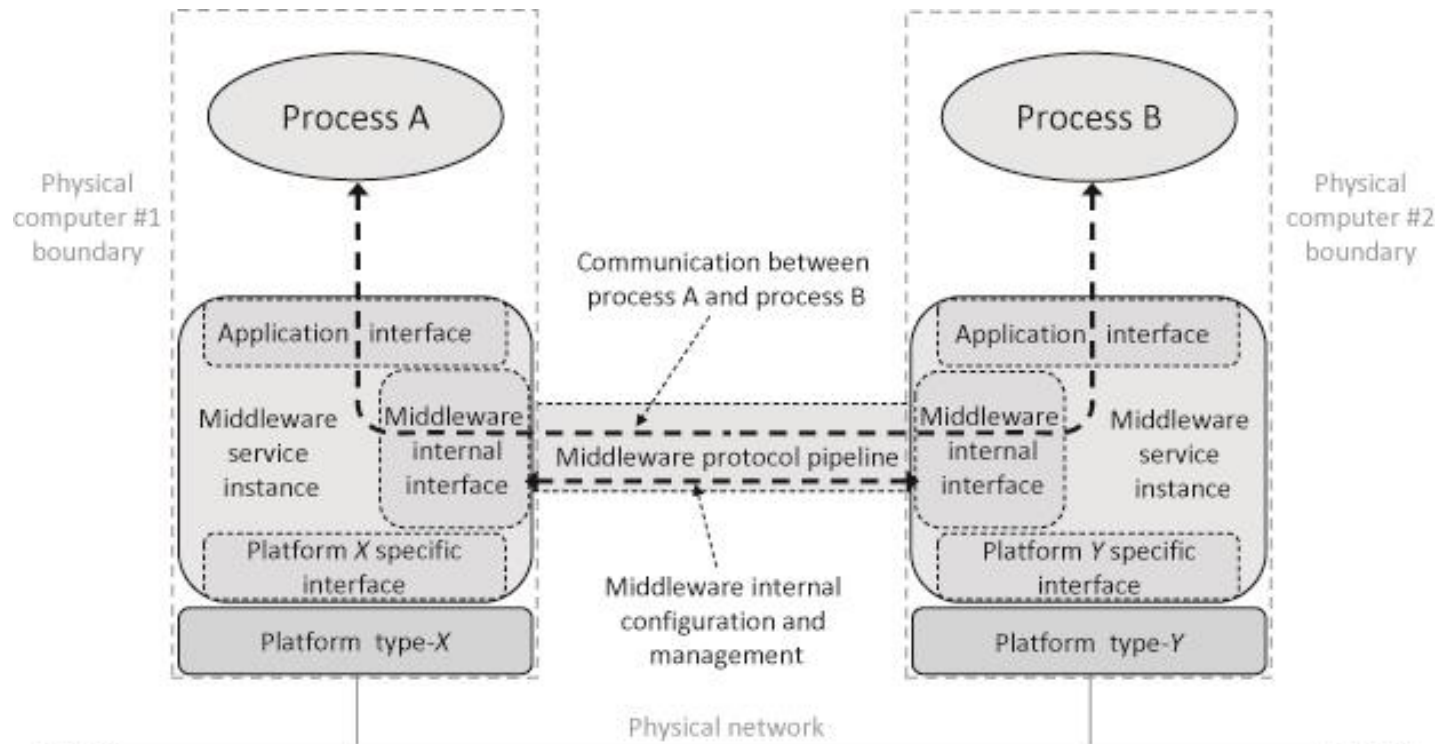 Process A
Process B
Physical
computer #1
boundary
Physical
computer #2
boundary
Communication between
process A and process B
Application interface
Application interface
Middleware
service
instance
Middleware
internal
interface
Middleware protocol pipeline
Middleware
internal
interface
Middleware
service
instance
Platform X specific
interface
Platform Y specific
interface
Middleware internal
configuration and
management
Platform type-X
Platform type-Y
Physical network